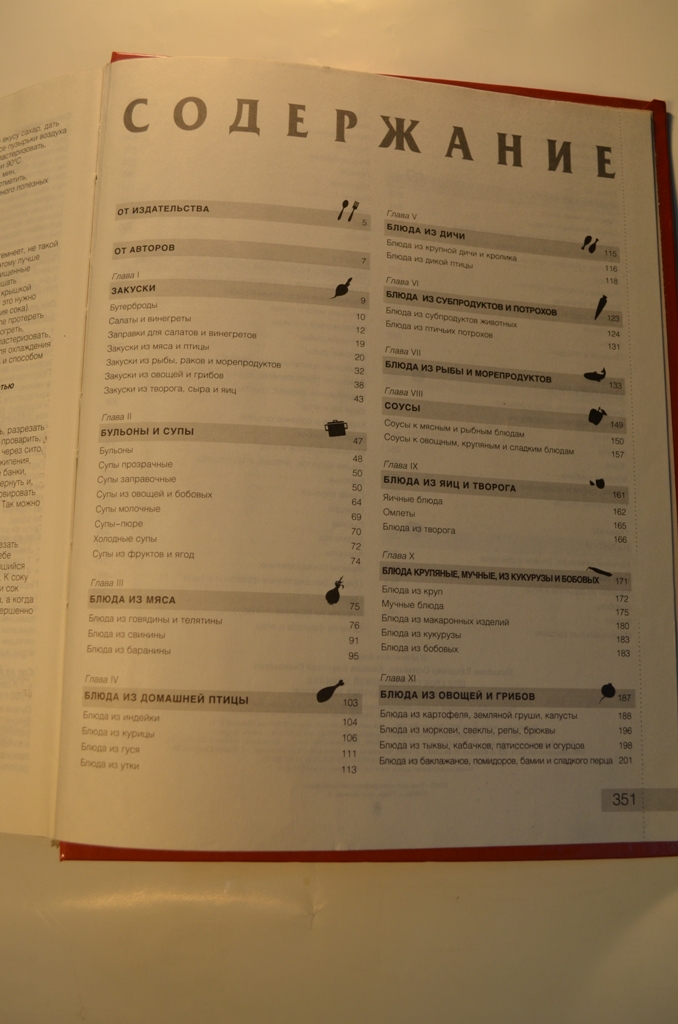 вкусу сахар, дать
пузырьки воздуха
СОДЕРЖАНИЕ
ОТ ИЗДАТЕЛЬСТВА 5
ОТ АВТОРОВ 7
Глава I
ЗАКУСКИ 9
Бутерброды 10
Салаты и винегреты 12
Заправки для салатов и винегретов 19
Закуски из мяса и птицы 20
Закуски из рыбы, раков и морепродуктов 32
Закуски из овощей и грибов 38
Закуски из творога, сыра и яиц 43
Глава II
БУЛЬОНЫ И СУПЫ 47
Бульоны 48
Супы прозрачные 50
Супы заправочные 50
Супы из овощей и бобовых 64
Супы молочные 69
Супы-пюре 70
Холодные супы 72
Супы из фруктов и ягод 74
Глава III
БЛЮДА ИЗ МЯСА 75
Блюда из говядины и телятины 76
Блюда из свинины 91
Блюда из баранины 95
Глава IV
БЛЮДА ИЗ ДОМАШНЕЙ ПТИЦЫ 103
Блюда из индейки 104
Блюда из курицы 106
Блюда из гуся 111
Блюда из утки 113
Глава V
БЛЮДА ИЗ ДИЧИ 115
Блюда из крупной дичи и кролика 116
Блюда из дикой птицы 118
Глава VI
БЛЮДА ИЗ СУБПРОДУКТОВ И ПОТРОХОВ 123
Блюда из субпродуктов животных 124
Блюда из птичьих потрохов 131
Глава VII
БЛЮДА ИЗ РЫБЫ И МОРЕПРОДУКТОВ 133
Глава VIII
СОУСЫ 149
Соусы к мясным и рыбным блюдам 150
Соусы к овощным, крупяным и сладким блюдам 157
Глава IX
БЛЮДА ИЗ ЯИЦ И ТВОРОГА 161
Яичные блюда 162
Омлеты 165
Блюда из творога 166
Глава X
БЛЮДА КРУПЯНЫЕ, МУЧНЫЕ, ИЗ КУКУРУЗЫ И БОБОВЫХ 171
Блюда из круп 172
Мучные блюда 175
Блюда из макаронных изделий 180
Блюда из кукурузы 183
Блюда из бобовых 183
Глава XI
БЛЮДА ИЗ ОВОЩЕЙ И ГРИБОВ 187
Блюда из картофеля, земляной груши, капусты 188
Блюда из моркови, свеклы, репы, брюквы 196
Блюда из тыквы, кабачков, патиссонов и огурцов 198
Блюда из баклажанов, помидоров, бамии и сладкого перца 201
351